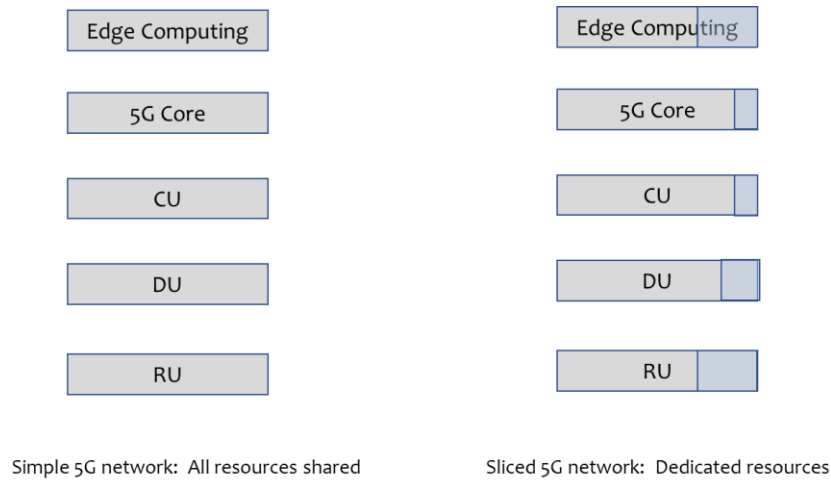 Edge Computing
Edge Computing
5G Core
5G Core
CU
CU
DU
DU
RU
RU
Simple 5G network: All resources shared
Sliced 5G network: Dedicated resources